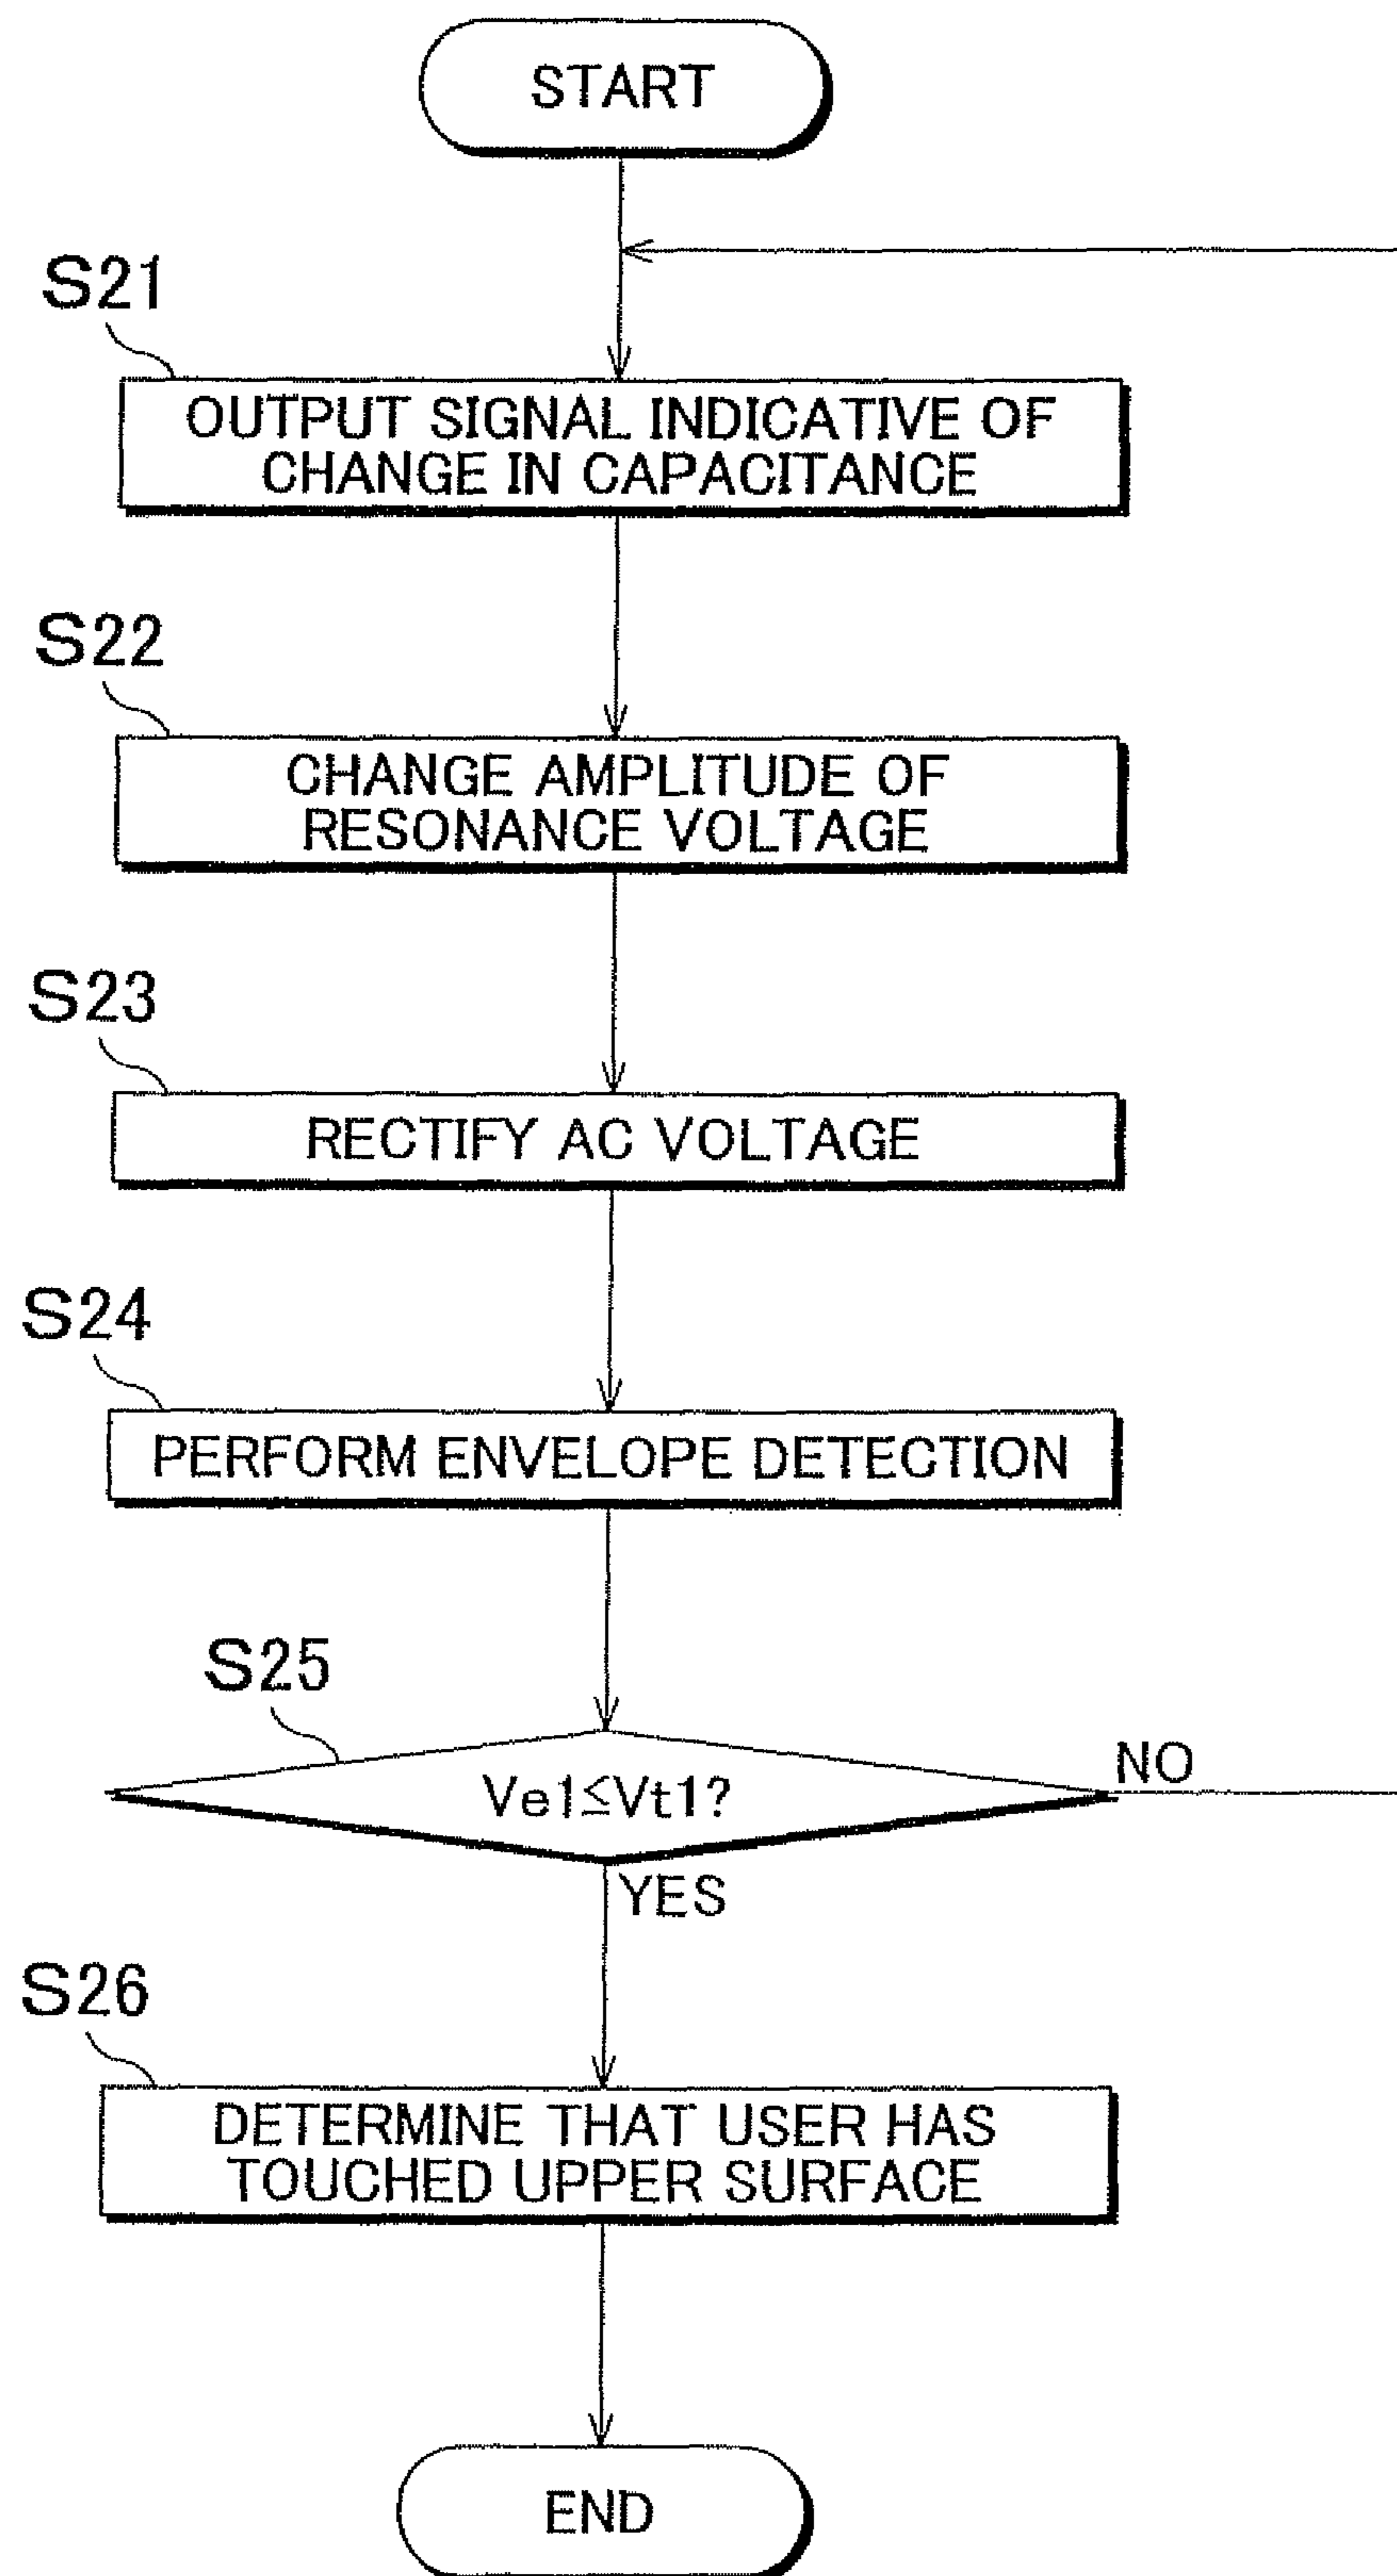 START
S21
OUTPUT SIGNAL INDICATIVE OF
CHANGE IN CAPACITANCE
S22
CHANGE AMPLITUDE OF
RESONANCE VOLTAGE
S23
RECTIFY AC VOLTAGE
S24
PERFORM ENVELOPE DETECTION
S25
Ve1≦Vt1?
NO
YES
S26
DETERMINE THAT USER HAS
TOUCHED UPPER SURFACE
END